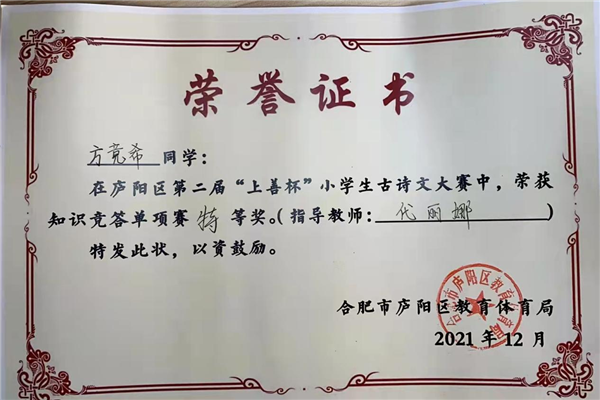 荣誉证书
方竞希同学：
在庐阳区第二届“上善杯”小学生古诗文大赛中，荣获
知识竞答单项赛特等奖。(指导教师：代丽娜)
特发此状，以资鼓励。
合肥市庐阳区教育体育局
2021年12月